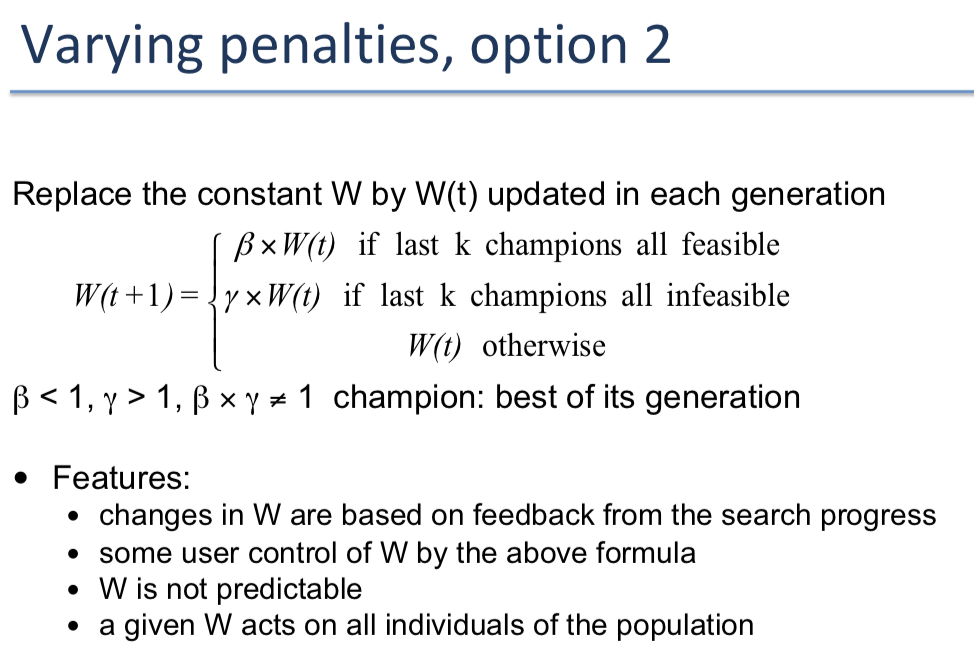 Varying penalties, option 2
Replace the constant W by W(t) updated in each generation
β × W(t) if last k champions all feasible
W(t + 1) = { γ × W(t) if last k champions all infeasible
W(t) otherwise
β < 1, γ > 1, β × γ ≠ 1 champion: best of its generation
• Features:
• changes in W are based on feedback from the search progress
• some user control of W by the above formula
• W is not predictable
• a given W acts on all individuals of the population